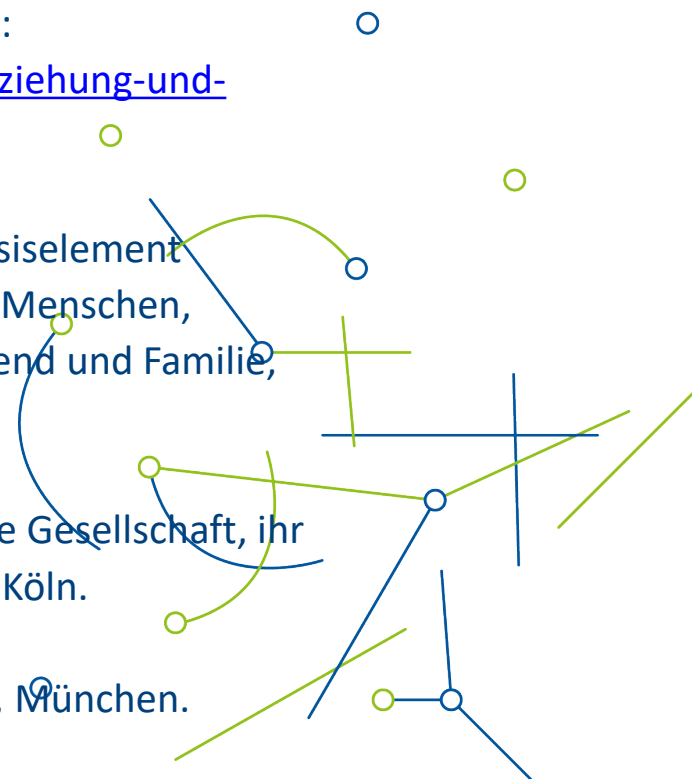 :
ziehung-und-
siselement
Menschen,
end und Familie,
e Gesellschaft, ihr
Köln.
. München.